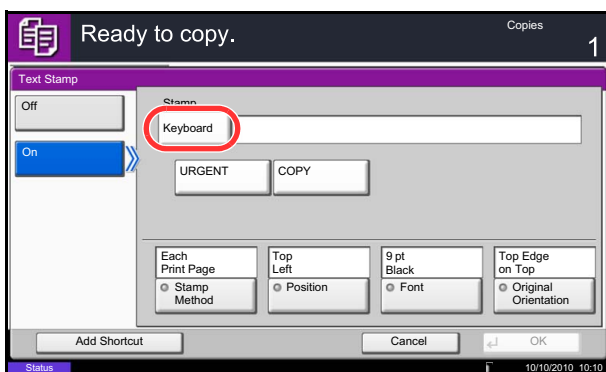 Ready to copy.
Copies
1
Text Stamp
Off
On
Stamp
Keyboard
URGENT
COPY
Each
Print Page
Stamp
Method
Top
Left
Position
9 pt
Black
Font
Top Edge
on Top
Original
Orientation
Add Shortcut
Cancel
OK
Status
10/10/2010 10:10